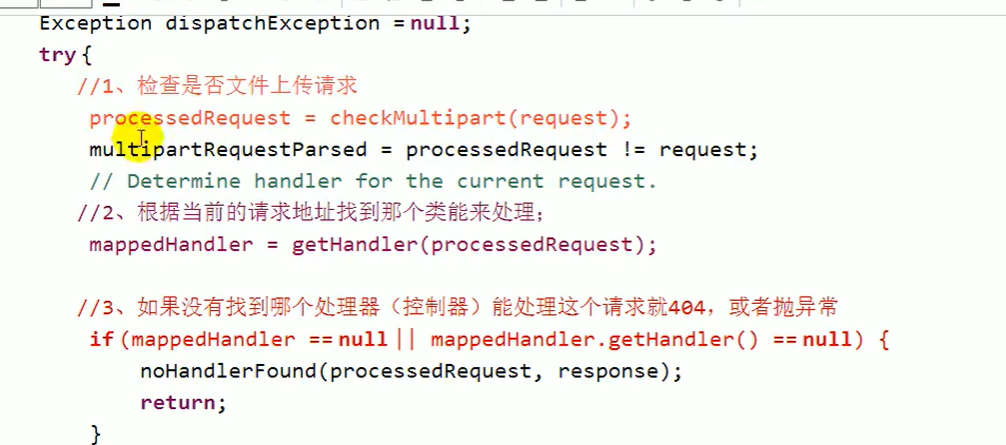 Exception dispatchException = null;
try {
//1、检查是否文件上传请求
processedRequest = checkMultipart(request);
multipartRequestParsed = processedRequest != request;
// Determine handler for the current request.
//2、根据当前的请求地址找到那个类能来处理;
mappedHandler = getHandler(processedRequest);
//3、如果没有找到哪个处理器（控制器）能处理这个请求就404，或者抛异常
if (mappedHandler == null || mappedHandler.getHandler() == null) {
noHandlerFound(processedRequest, response);
return;
}